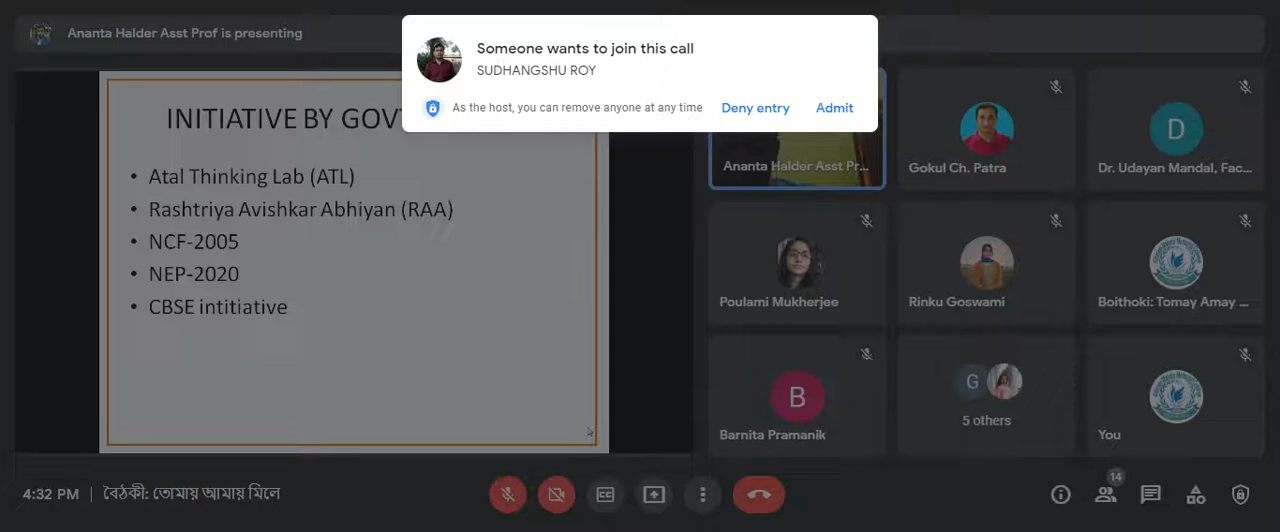 Ananta Halder Asst Prof is presenting
Someone wants to join this call
SUDHANGSHU ROY
As the host, you can remove anyone at any time
Deny entry
Admit
INITIATIVE BY GOV
• Atal Thinking Lab (ATL)
• Rashtriya Avishkar Abhiyan (RAA)
• NCF-2005
• NEP-2020
• CBSE intitiative
Ananta Halder Asst Pr...
Gokul Ch. Patra
D
Dr. Udayan Mandal, Fac...
Poulami Mukherjee
Rinku Goswami
Boithoki: Tomay Amay ...
B
Barnita Pramanik
G
5 others
You
4:32 PM | বৈঠকী: তোমায় আমায় মিলে
CC
14